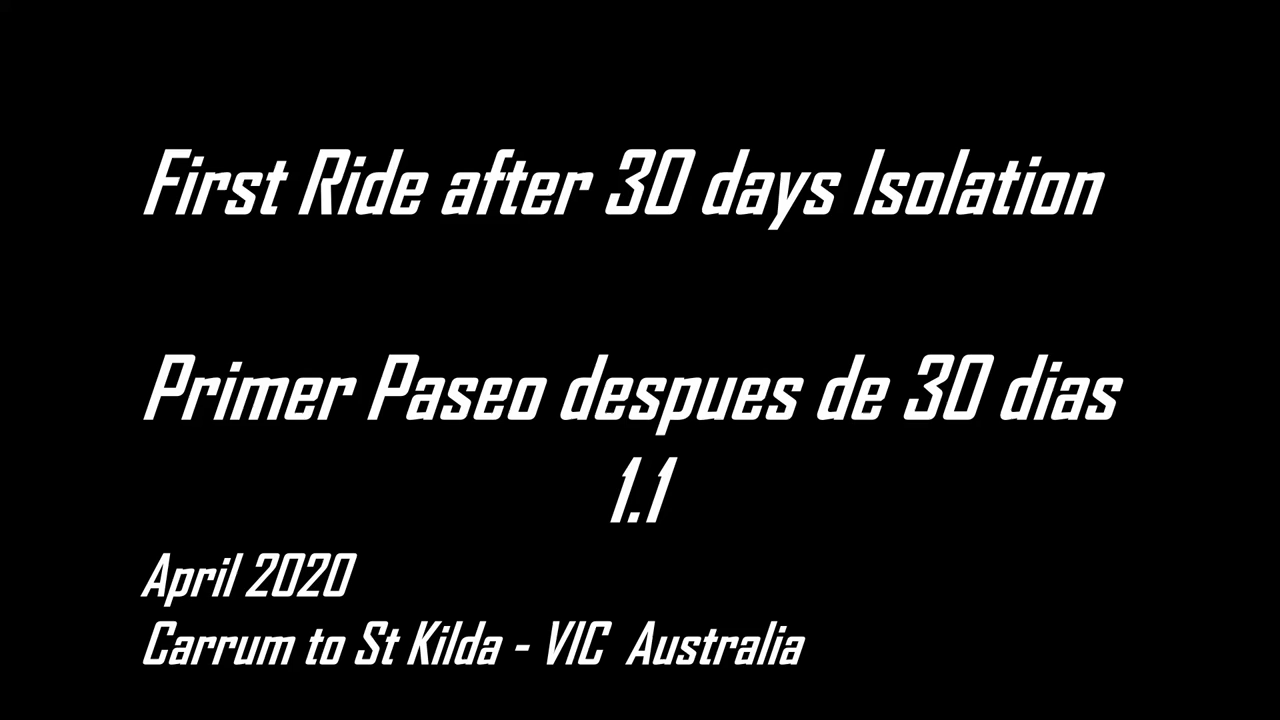 First Ride after 30 days Isolation
Primer Paseo despues de 30 dias
1.1
April 2020
Carrum to St Kilda - VIC Australia